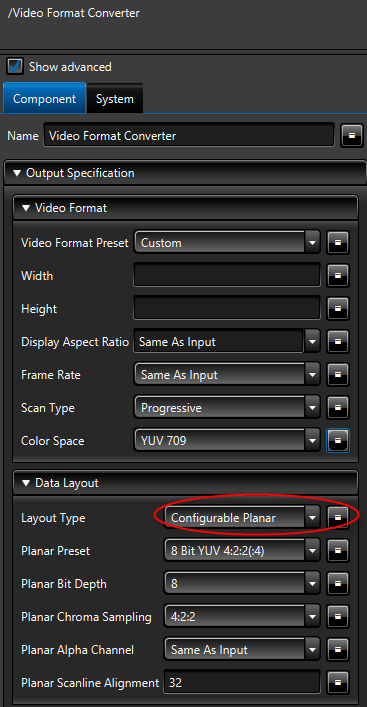 /Video Format Converter
Show advanced
Component System
Name Video Format Converter
Output Specification
Video Format
Video Format Preset Custom
Width
Height
Display Aspect Ratio Same As Input
Frame Rate Same As Input
Scan Type Progressive
Color Space YUV 709
Data Layout
Layout Type Configurable Planar
Planar Preset 8 Bit YUV 4:2:2(:4)
Planar Bit Depth 8
Planar Chroma Sampling 4:2:2
Planar Alpha Channel Same As Input
Planar Scanline Alignment 32